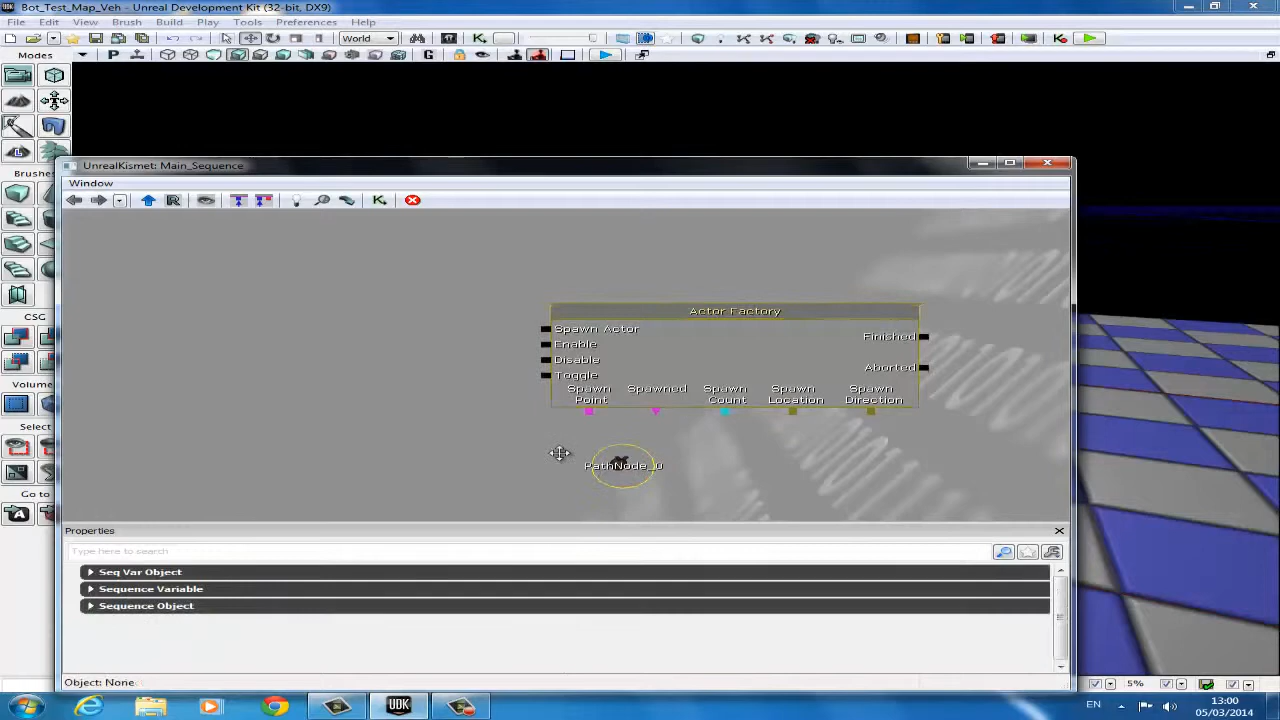 Bot_Test_Map_Veh - Unreal Development Kit (32-bit, DX9)
File Edit View Brush Build Play Tools Preferences Help
World
Modes
UnrealKismet: Main_Sequence
Window
Brushes
CSG
Volume
Select
Go to
Actor Factory
Spawn Actor
Enable
Disable
Toggle
Finished
Aborted
Spawn Point
Spawned
Spawn Count
Spawn Location
Spawn Direction
PathNode_0
Properties
Type here to search
Seq Var Object
Sequence Variable
Sequence Object
Object: None
5%
UDK
EN
13:00
05/03/2014